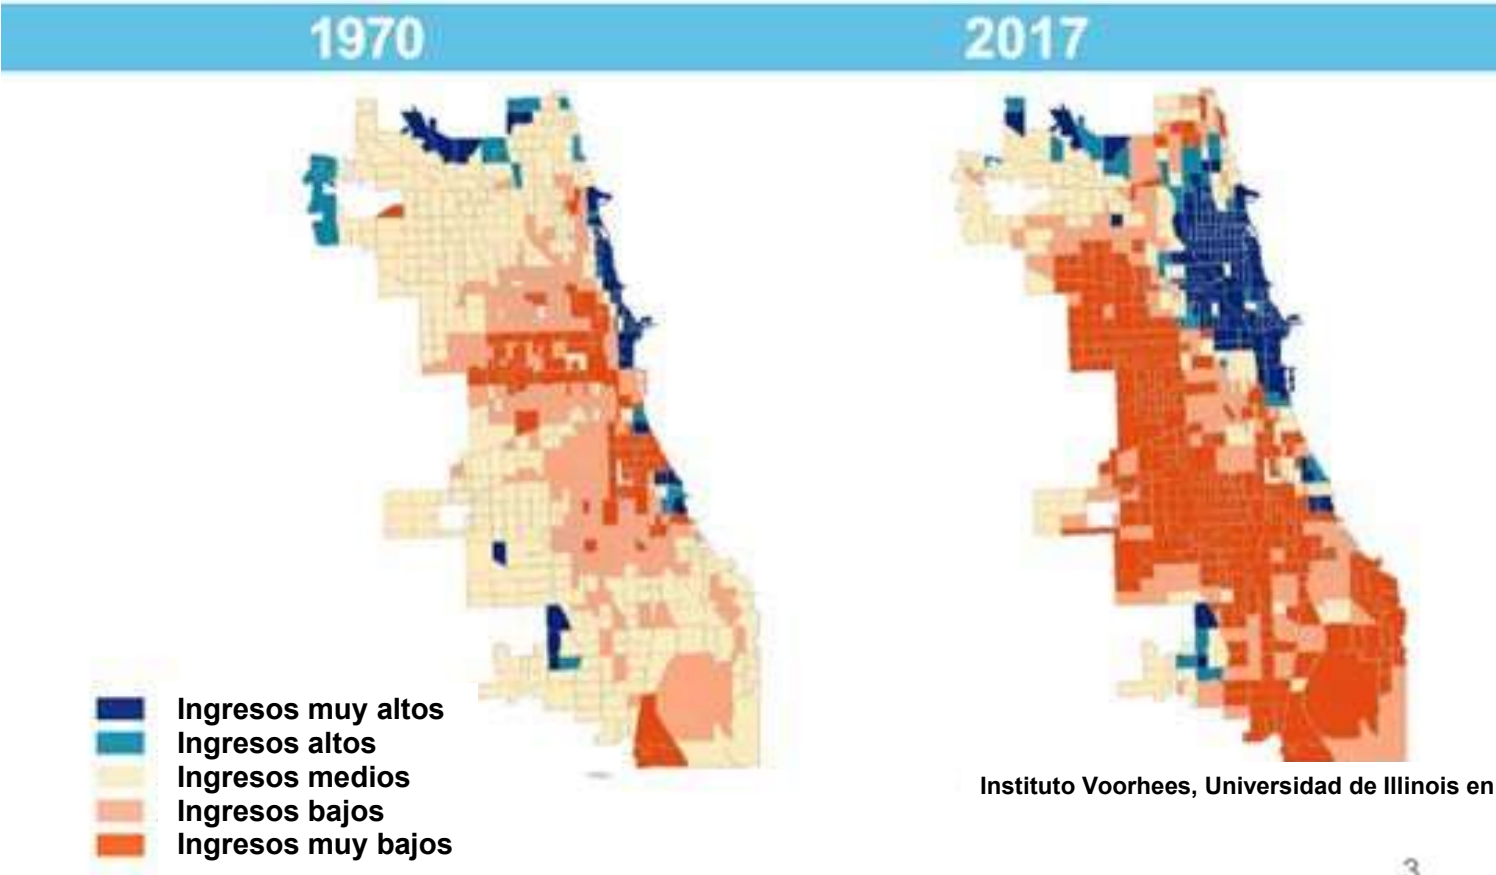 1970 2017
Ingresos muy altos
Ingresos altos
Ingresos medios
Ingresos bajos
Ingresos muy bajos
Instituto Voorhees, Universidad de Illinois en
3